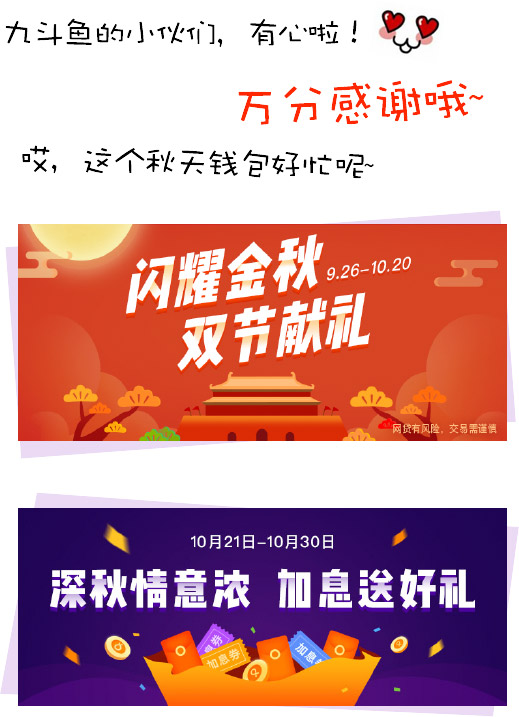 九斗鱼的小伙们，有心啦！
万分感谢哦~
哎，这个秋天钱包好忙呢~
闪耀金秋
9.26-10.20
双节献礼
网贷有风险，交易需谨慎
10月21日-10月30日
深秋情意浓 加息送好礼
加息券